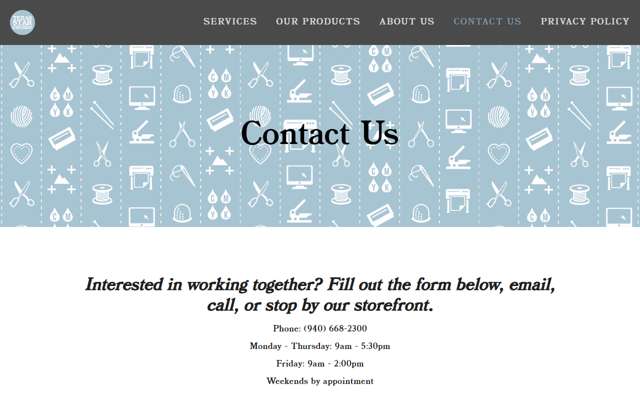 SERVICES OUR PRODUCTS ABOUT US CONTACT US PRIVACY POLICY
Contact Us
Interested in working together? Fill out the form below, email,
call, or stop by our storefront.
Phone: (940) 668-2300
Monday - Thursday: 9am - 5:30pm
Friday: 9am - 2:00pm
Weekends by appointment